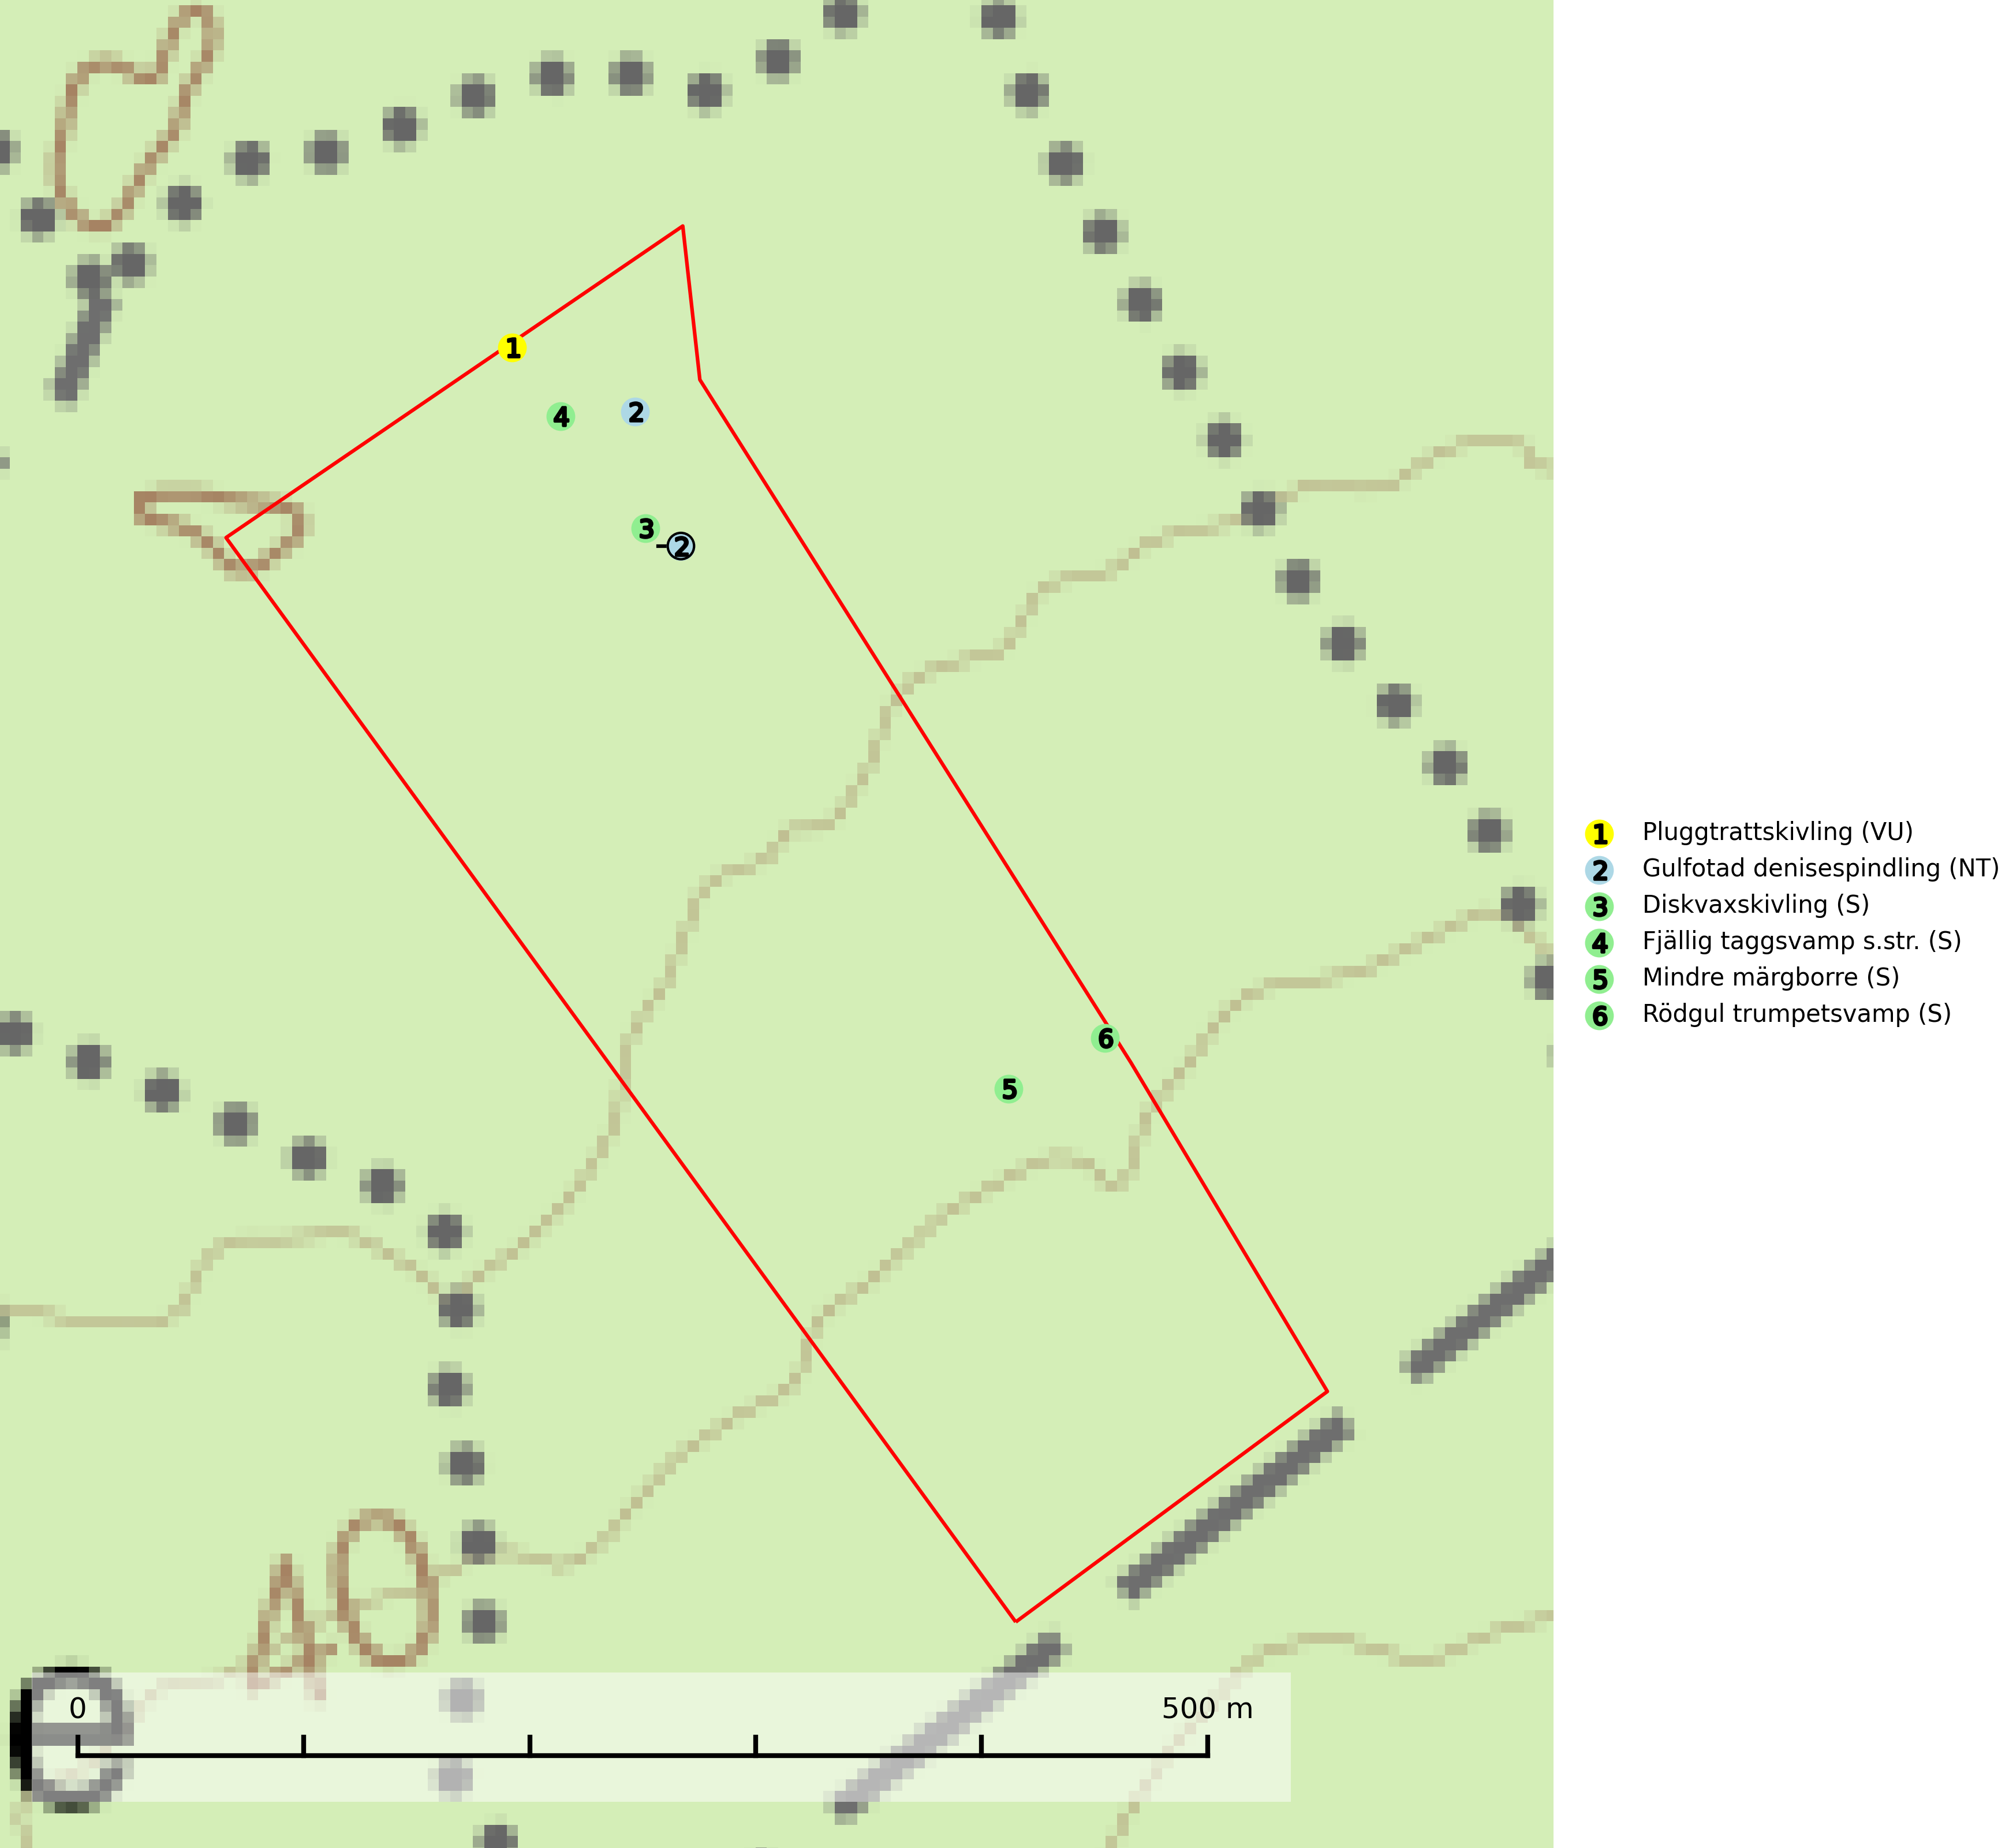 1
4
2
3
2
6
5
1 Pluggtrattskivling (VU)
2 Gulfotad denisespindling (NT)
3 Diskvaxskivling (S)
4 Fjällig taggsvamp s.str. (S)
5 Mindre märgborre (S)
6 Rödgul trumpetsvamp (S)
0 500 m